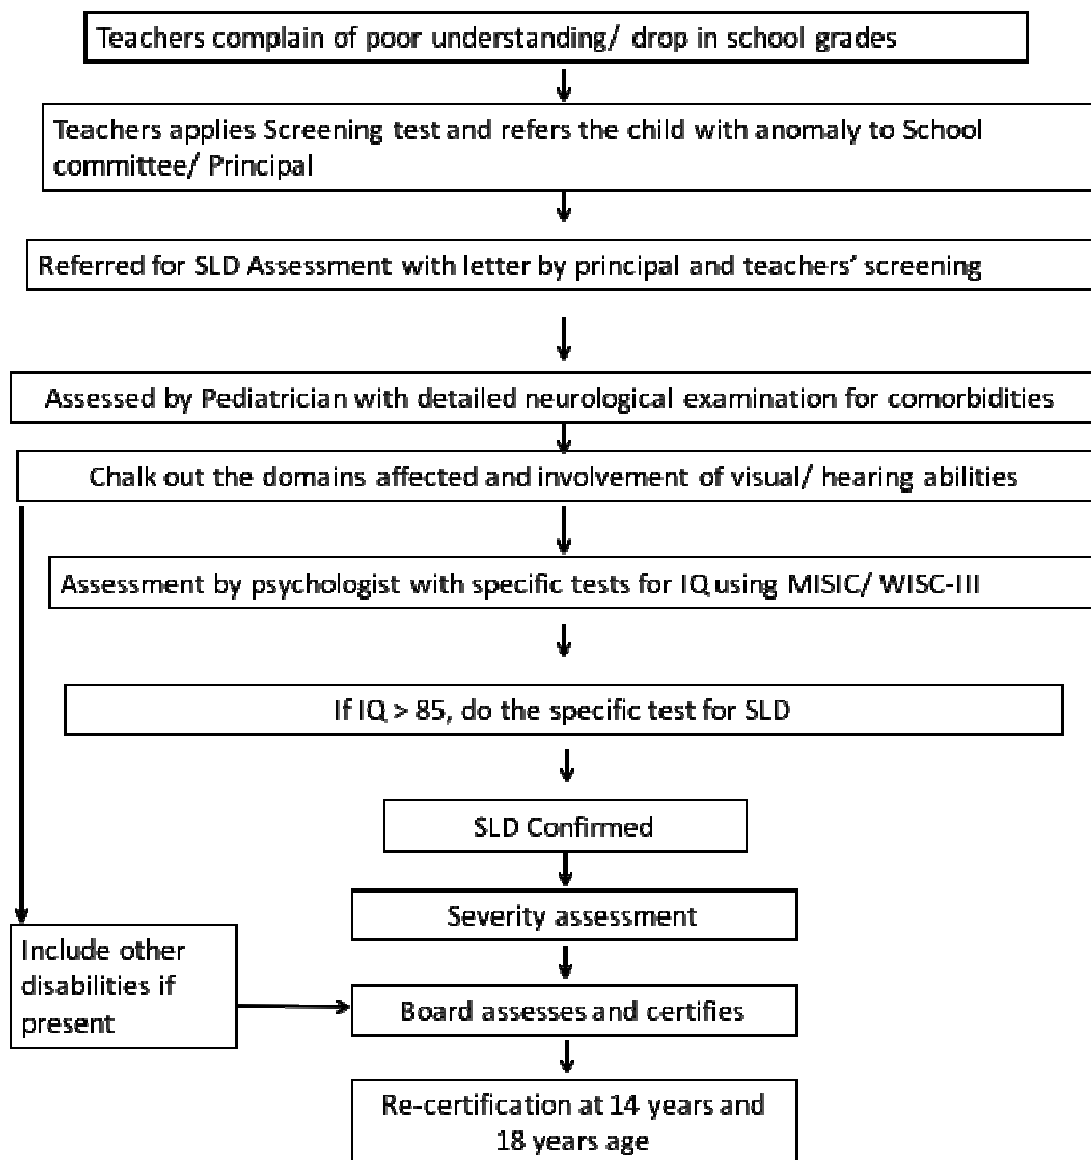 Teachers complain of poor understanding/ drop in school grades
Teachers applies Screening test and refers the child with anomaly to School
committee/ Principal
Referred for SLD Assessment with letter by principal and teachers’ screening
Assessed by Pediatrician with detailed neurological examination for comorbidities
Chalk out the domains affected and involvement of visual/ hearing abilities
Assessment by psychologist with specific tests for IQ using MISIC/ WISC-III
If IQ > 85, do the specific test for SLD
SLD Confirmed
Severity assessment
Include other
disabilities if
present
Board assesses and certifies
Re-certification at 14 years and
18 years age